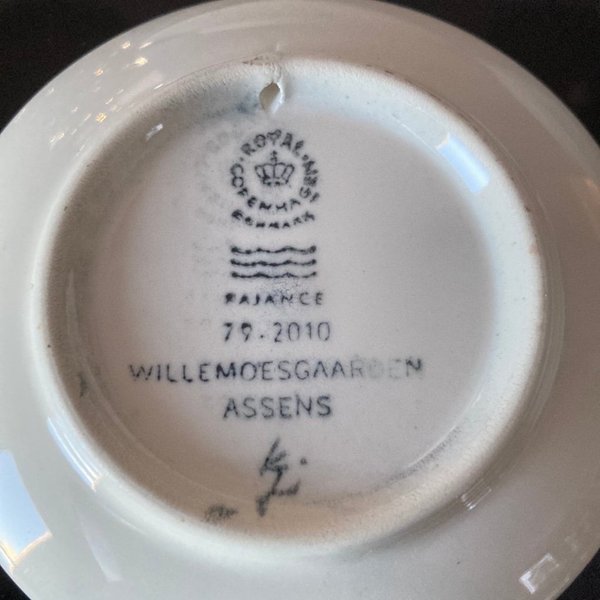 ROYAL COPENHAGEN
DENMARK
FAJANCE
79·2010
WILLEMOESGAARDEN
ASSENS